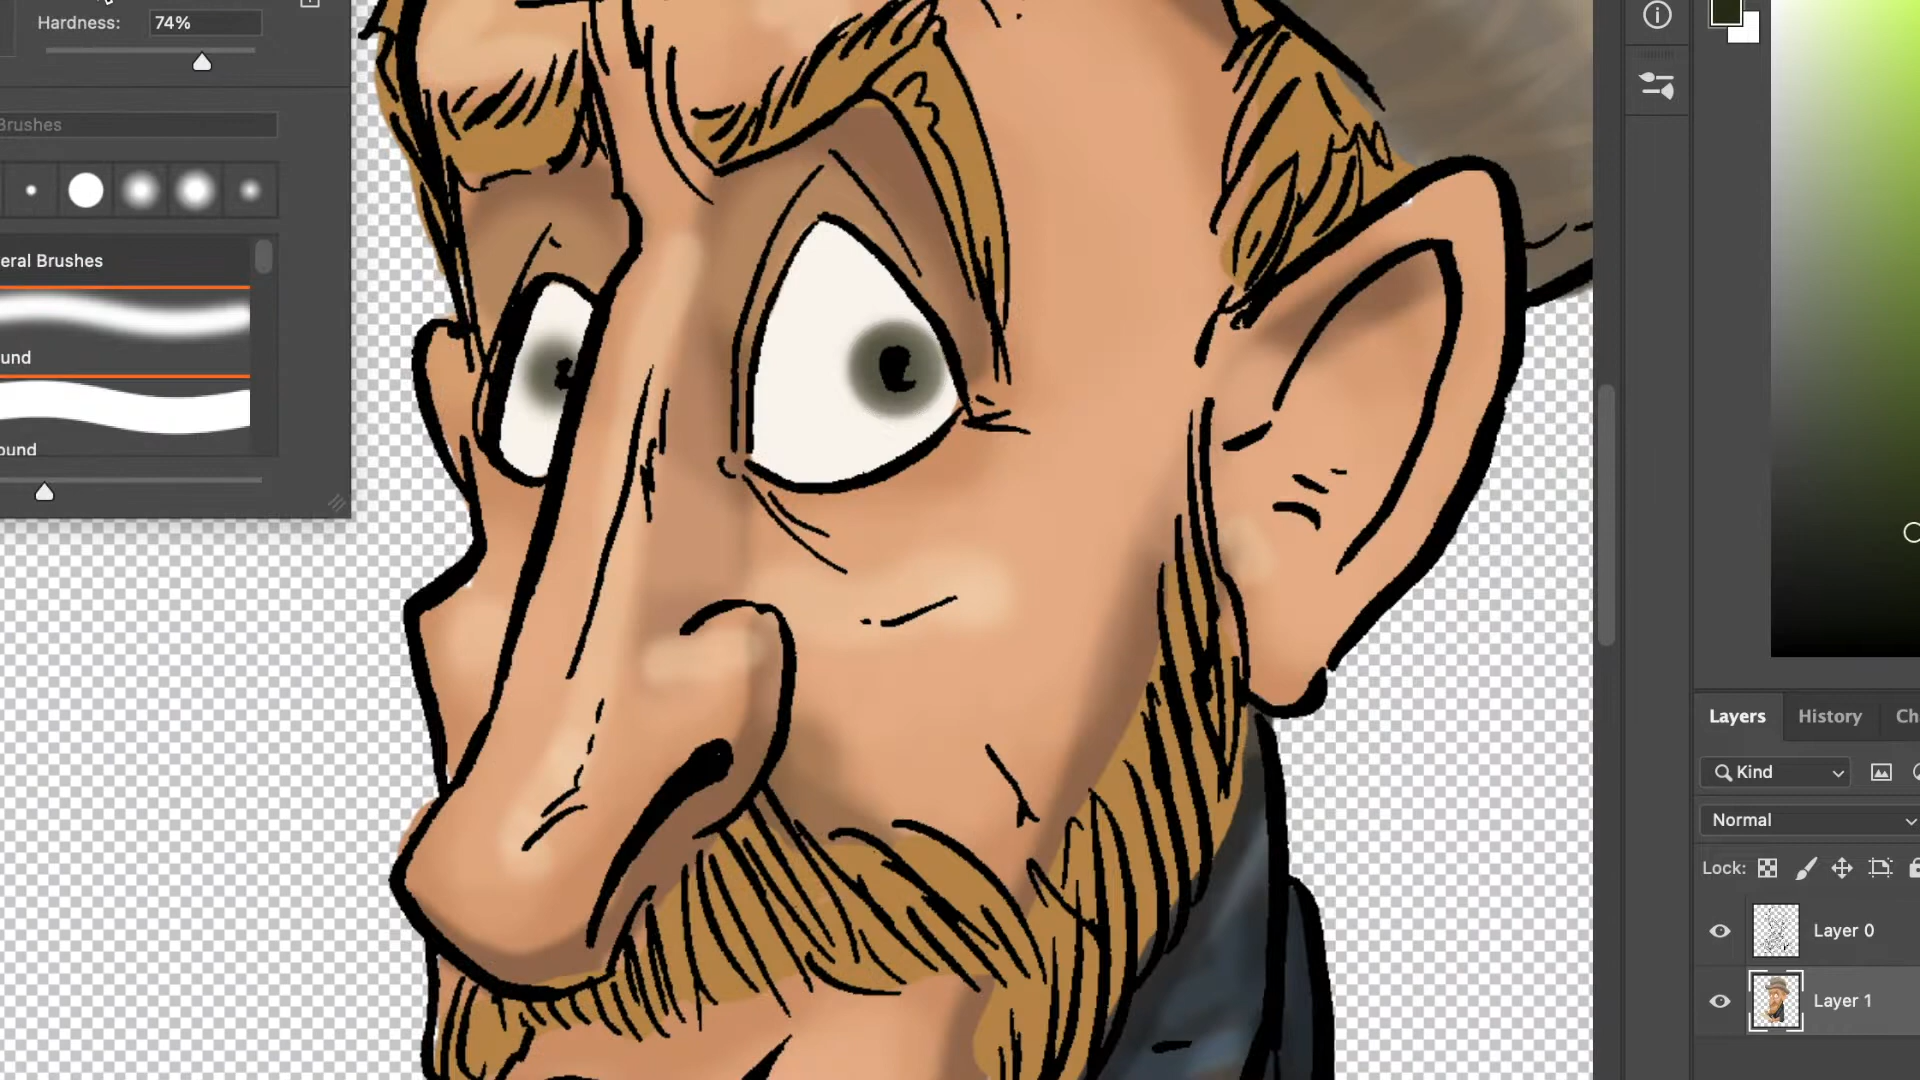 Hardness: 74%
Brushes
eral Brushes
und
ound
Layers History Ch
Kind
Normal
Lock:
Layer 0
Layer 1